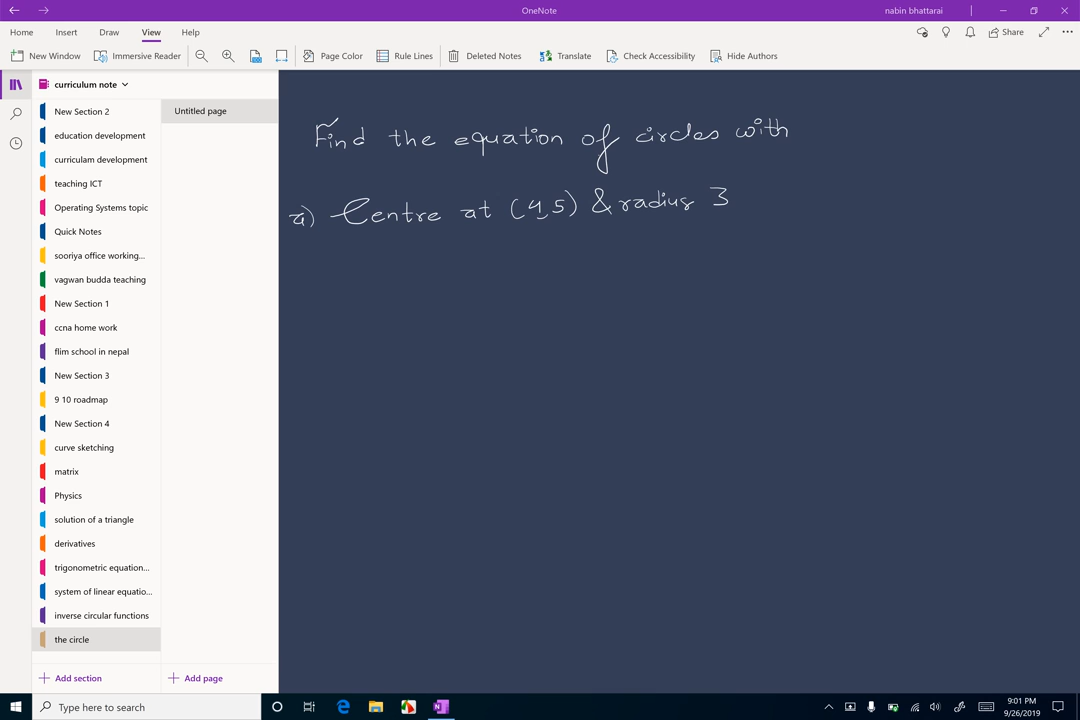 OneNote
nabin bhattarai
Home Insert Draw View Help
Share
New Window Immersive Reader Page Color Rule Lines Deleted Notes Translate Check Accessibility Hide Authors
curriculum note
New Section 2
education development
curriculam development
teaching ICT
Operating Systems topic
Quick Notes
sooriya office working...
vagwan budda teaching
New Section 1
ccna home work
flim school in nepal
New Section 3
9 10 roadmap
New Section 4
curve sketching
matrix
Physics
solution of a triangle
derivatives
trigonometric equation...
system of linear equatio...
inverse circular functions
the circle
Add section
Untitled page
Add page
Find the equation of circles with
a) Centre at (4,5) & radius 3
Type here to search
9:01 PM
9/26/2019